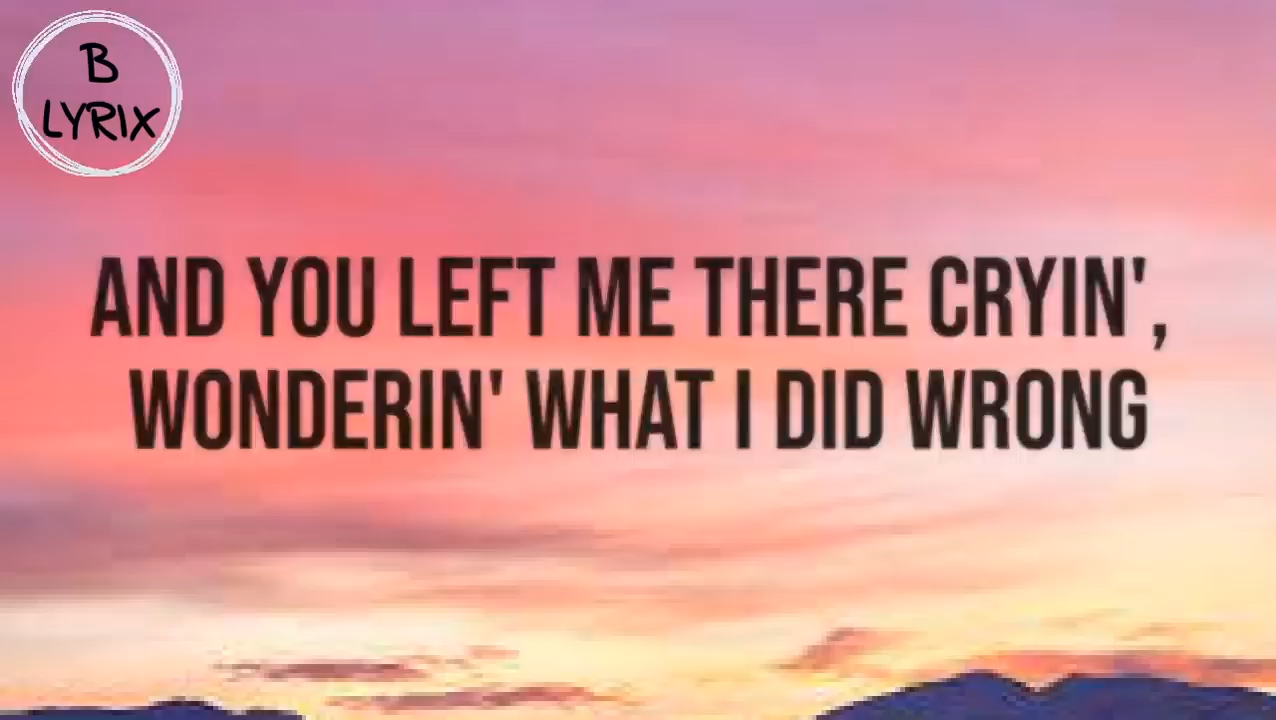 B
LYRIX
AND YOU LEFT ME THERE CRYIN',
WONDERIN' WHAT I DID WRONG